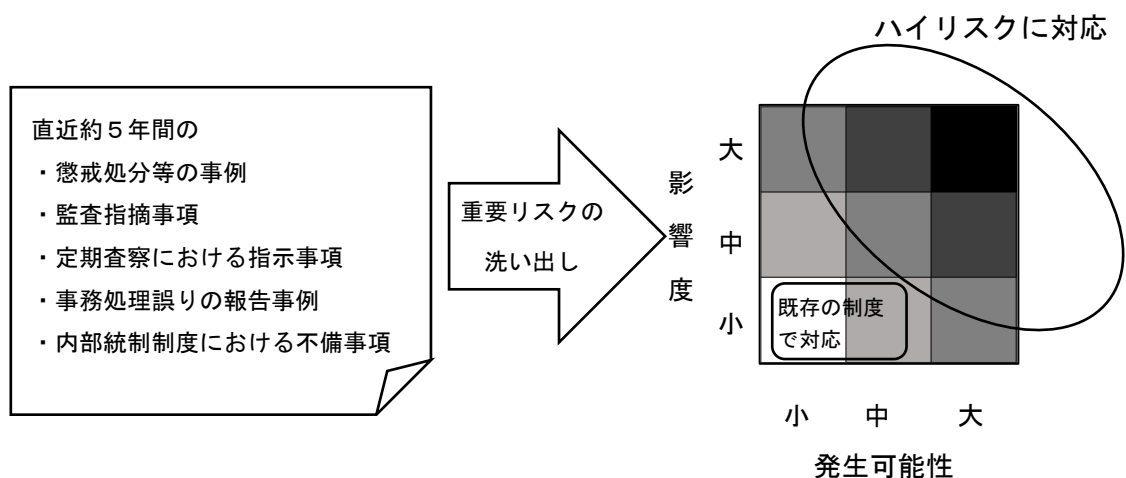 ハイリスクに対応
直近約５年間の
・懲戒処分等の事例
・監査指摘事項
・定期査察における指示事項
・事務処理誤りの報告事例
・内部統制制度における不備事項
重要リスクの
洗い出し
影響度
大
中
小
既存の制度
で対応
小 中 大
発生可能性